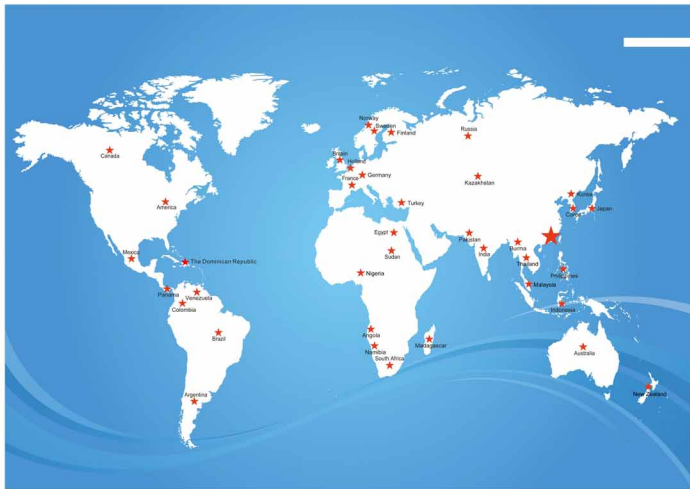 Norway
Sweden
Finland
Russia
Canada
Britain
Holland
Germany
France
Kazakhstan
Korea
America
Turkey
Japan
Egypt
Pakistan
Burma
India
Mexico
The Dominican Republic
Sudan
Thailand
Nigeria
Philippines
Malaysia
Panama
Venezuela
Colombia
Indonesia
Brazil
Angola
Madagascar
Namibia
Australia
South Africa
Argentina
New Zealand